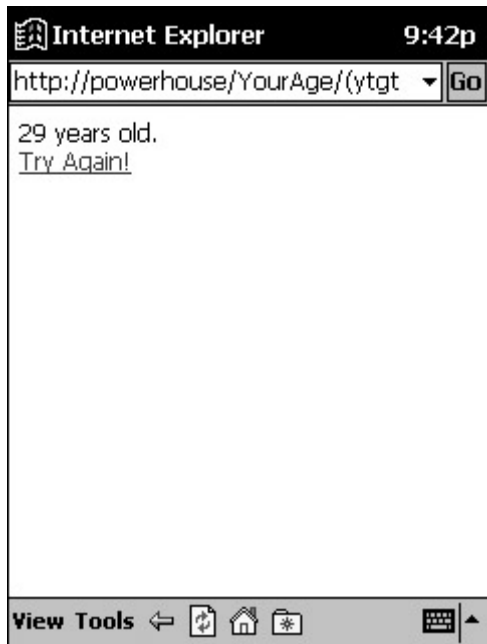 Internet Explorer 9:42p
http://powerhouse/YourAge/(ytgt Go
29 years old.
Try Again!
View Tools